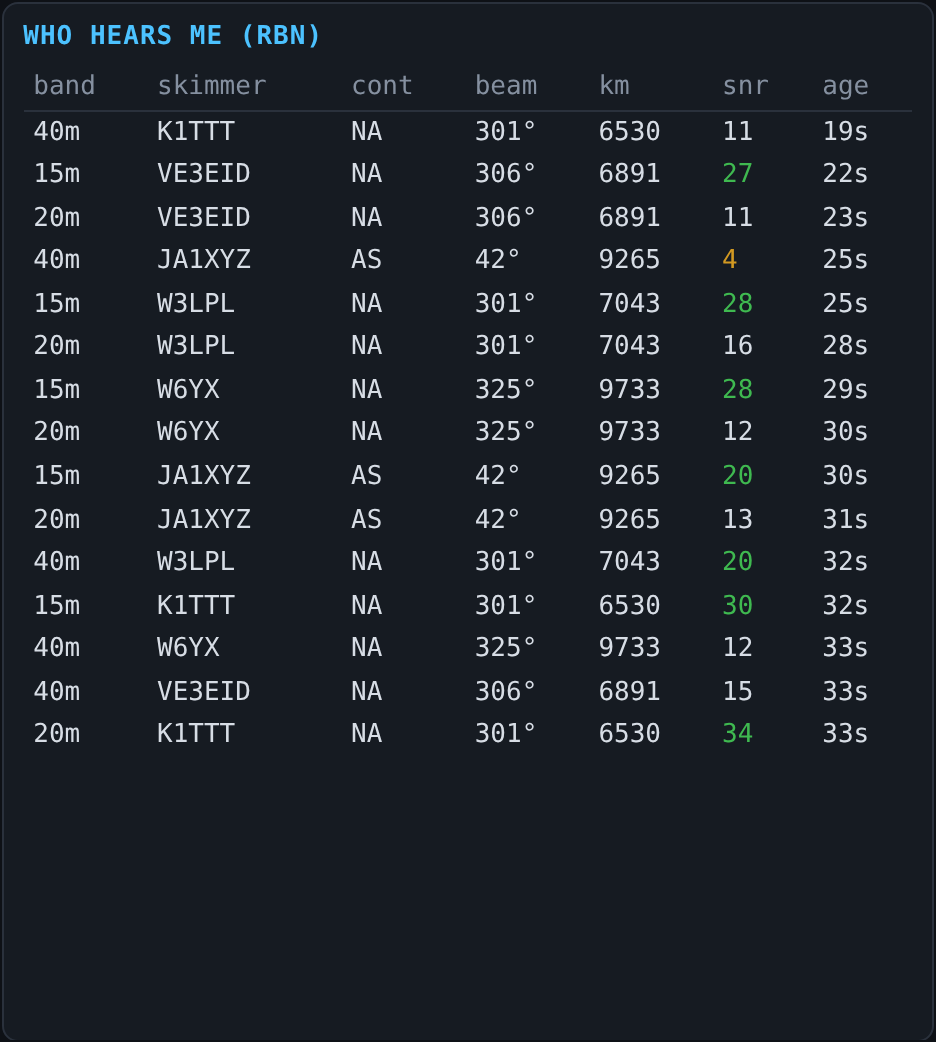 WHO HEARS ME (RBN)
band skimmer cont beam km snr age
40m K1TTT NA 301° 6530 11 19s
15m VE3EID NA 306° 6891 27 22s
20m VE3EID NA 306° 6891 11 23s
40m JA1XYZ AS 42° 9265 4 25s
15m W3LPL NA 301° 7043 28 25s
20m W3LPL NA 301° 7043 16 28s
15m W6YX NA 325° 9733 28 29s
20m W6YX NA 325° 9733 12 30s
15m JA1XYZ AS 42° 9265 20 30s
20m JA1XYZ AS 42° 9265 13 31s
40m W3LPL NA 301° 7043 20 32s
15m K1TTT NA 301° 6530 30 32s
40m W6YX NA 325° 9733 12 33s
40m VE3EID NA 306° 6891 15 33s
20m K1TTT NA 301° 6530 34 33s